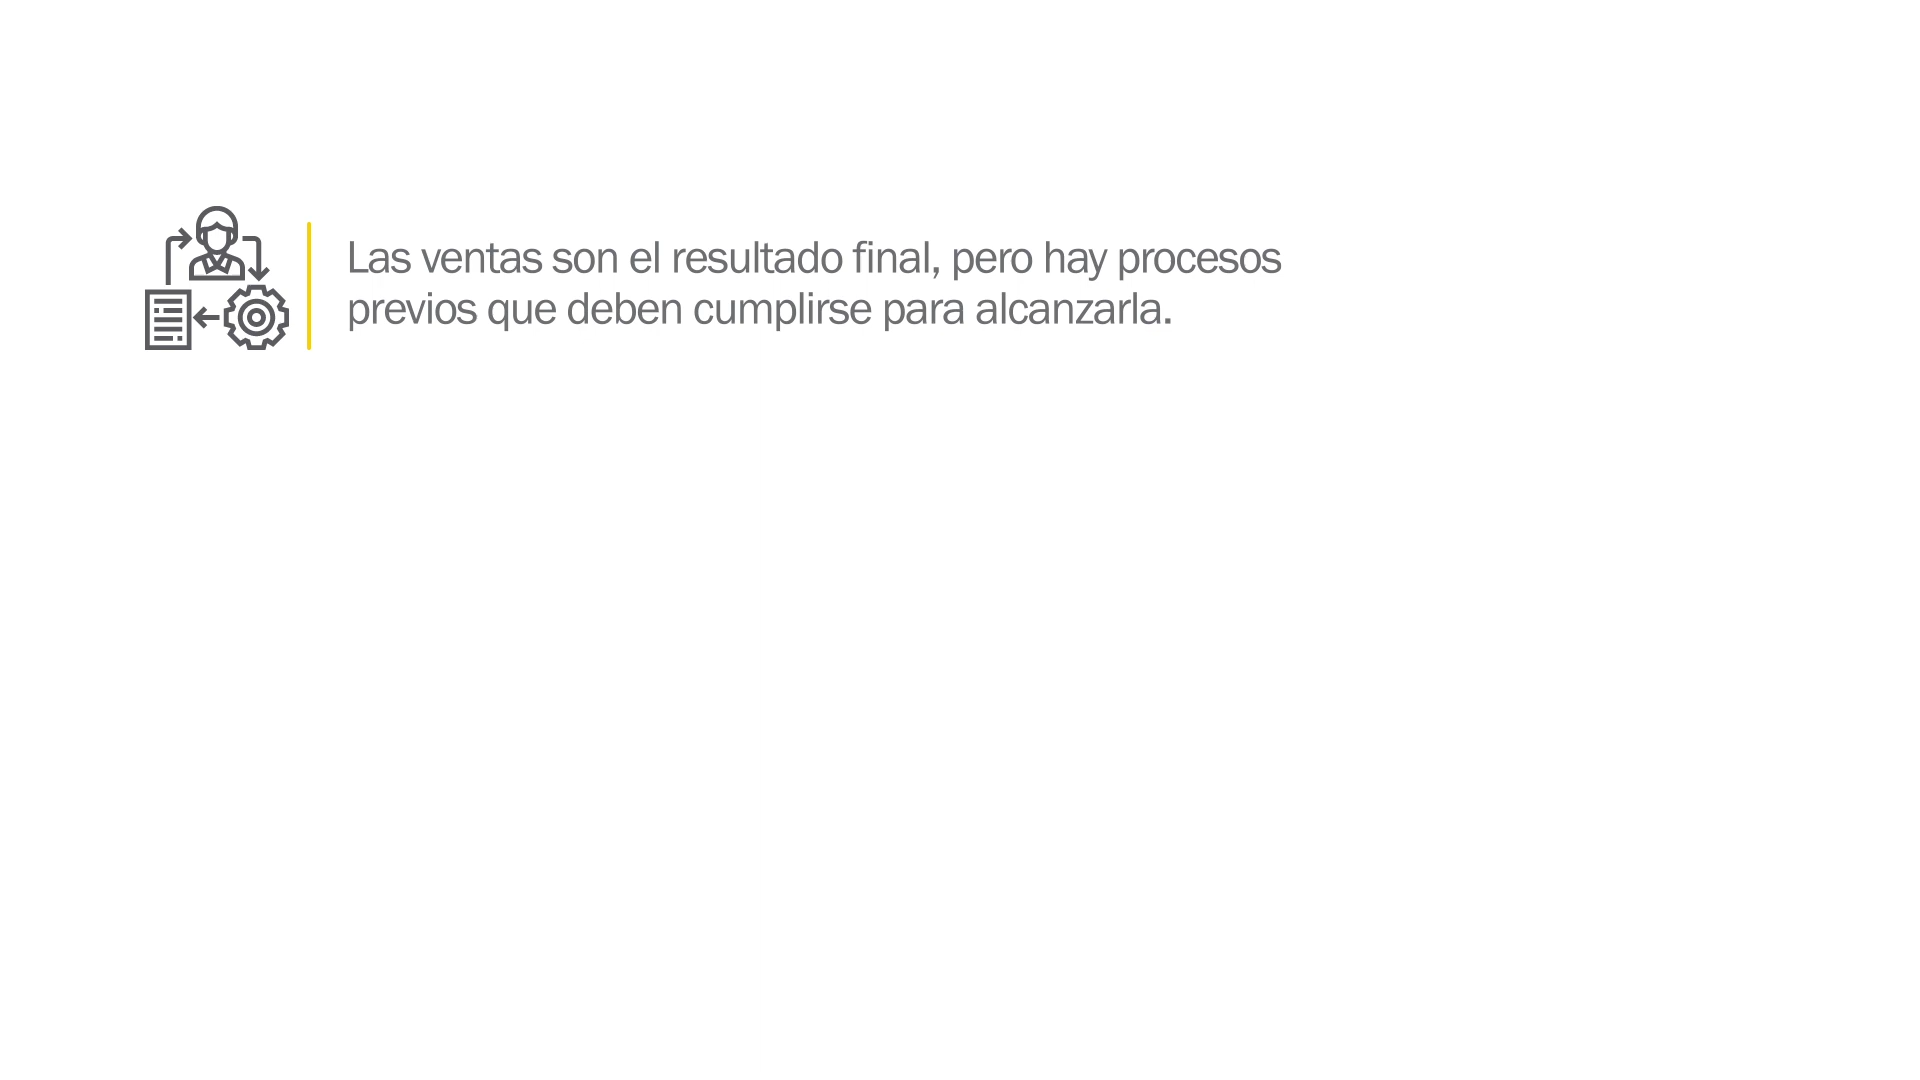 Las ventas son el resultado final, pero hay procesos
previos que deben cumplirse para alcanzarla.